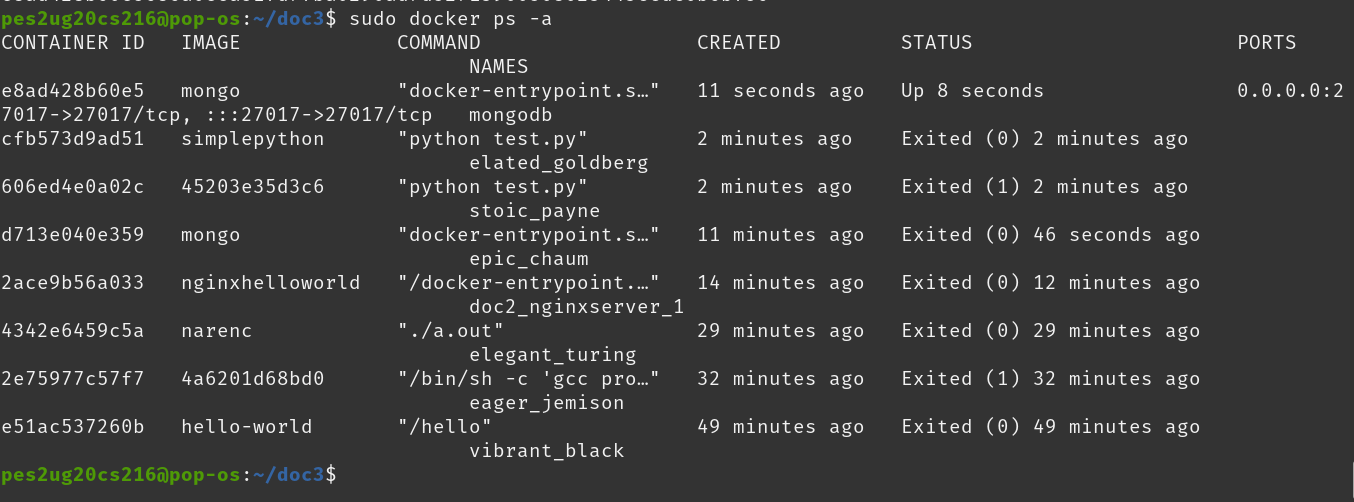 pes2ug20cs216@pop-os:~/doc3$ sudo docker ps -a
CONTAINER ID   IMAGE             COMMAND                  CREATED          STATUS                      PORTS
                                       NAMES
e8ad428b60e5   mongo             "docker-entrypoint.s…"   11 seconds ago   Up 8 seconds                0.0.0.0:2
7017->27017/tcp, :::27017->27017/tcp   mongodb
cfb573d9ad51   simplepython      "python test.py"         2 minutes ago    Exited (0) 2 minutes ago
                                       elated_goldberg
606ed4e0a02c   45203e35d3c6      "python test.py"         2 minutes ago    Exited (1) 2 minutes ago
                                       stoic_payne
d713e040e359   mongo             "docker-entrypoint.s…"   11 minutes ago   Exited (0) 46 seconds ago
                                       epic_chaum
2ace9b56a033   nginxhelloworld   "/docker-entrypoint.…"   14 minutes ago   Exited (0) 12 minutes ago
                                       doc2_nginxserver_1
4342e6459c5a   narenc            "./a.out"                29 minutes ago   Exited (0) 29 minutes ago
                                       elegant_turing
2e75977c57f7   4a6201d68bd0      "/bin/sh -c 'gcc pro…"   32 minutes ago   Exited (1) 32 minutes ago
                                       eager_jemison
e51ac537260b   hello-world       "/hello"                 49 minutes ago   Exited (0) 49 minutes ago
                                       vibrant_black
pes2ug20cs216@pop-os:~/doc3$